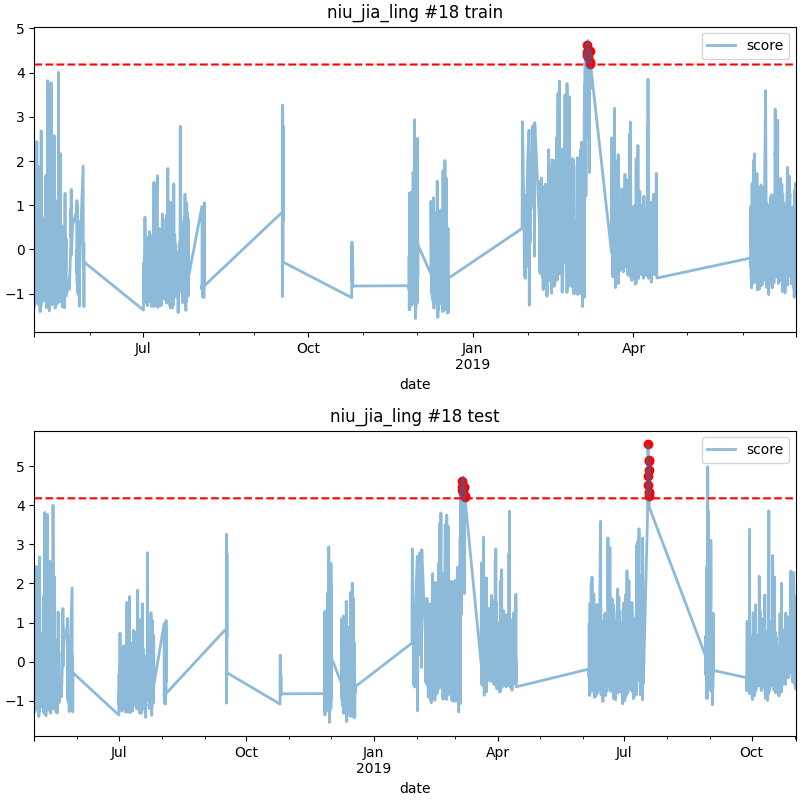 niu_jia_ling #18 train
5
4
3
2
1
0
−1
score
Jul
Oct
Jan
2019
Apr
date
niu_jia_ling #18 test
5
4
3
2
1
0
−1
score
Jul
Oct
Jan
2019
Apr
Jul
Oct
date